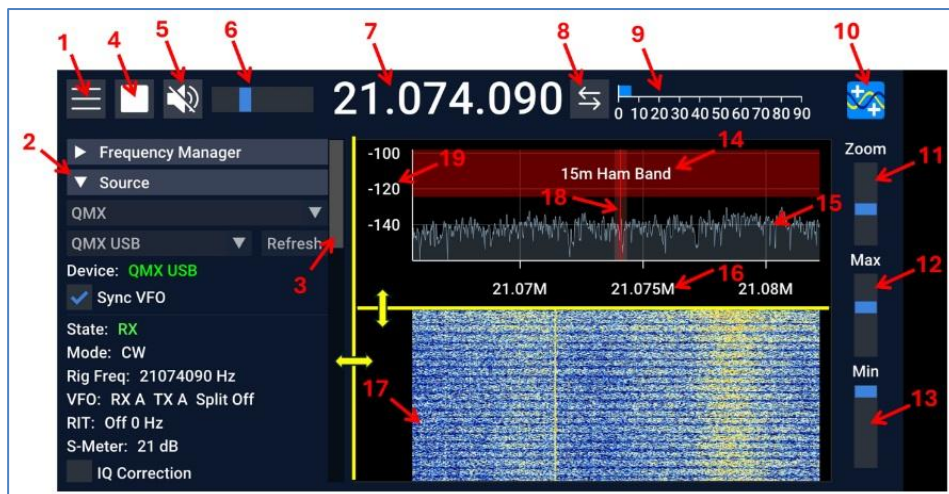 1
4
5
6
7
8
9
10
21.074.090
0 10 20 30 40 50 60 70 80 90
2
Frequency Manager
Source
QMX
QMX USB
Refresh
3
Device: QMX USB
Sync VFO
State: RX
Mode: CW
Rig Freq: 21074090 Hz
VFO: RX A TX A Split Off
RIT: Off 0 Hz
S-Meter: 21 dB
IQ Correction
-100
-120
-140
19
14
15m Ham Band
18
15
16
21.07M
21.075M
21.08M
17
Zoom
11
Max
12
Min
13